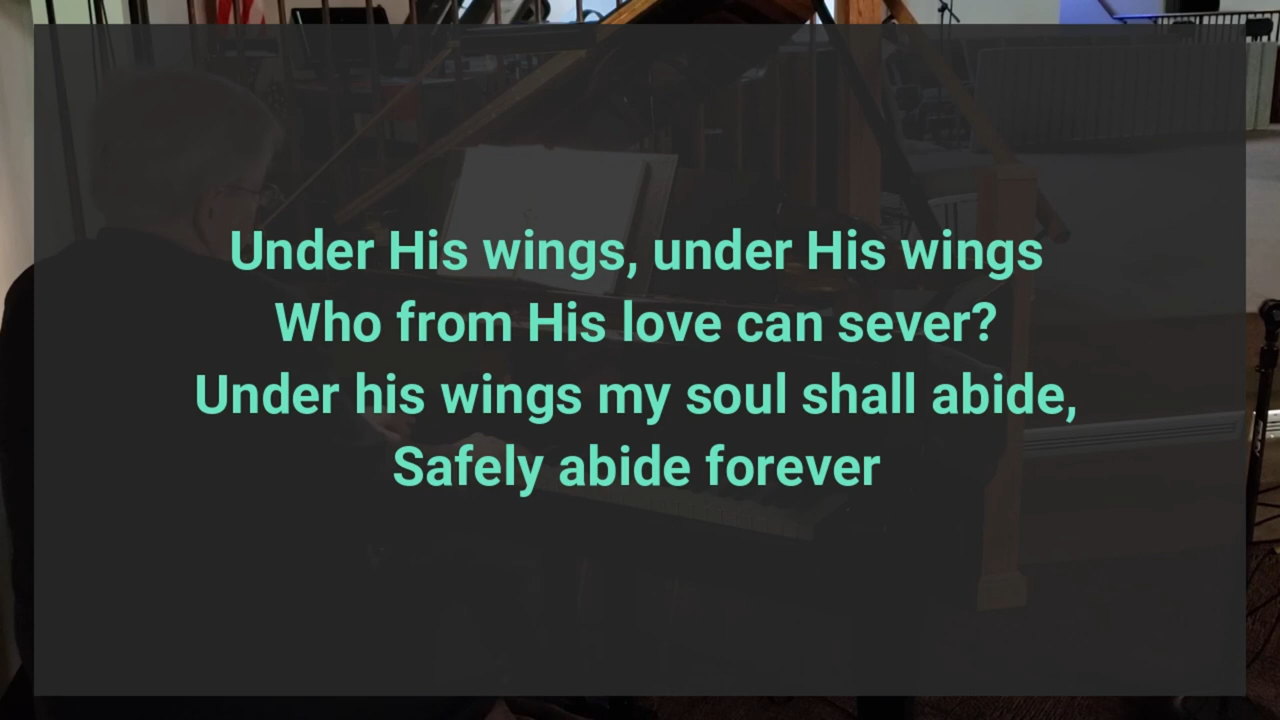 Under His wings, under His wings
Who from His love can sever?
Under his wings my soul shall abide,
Safely abide forever